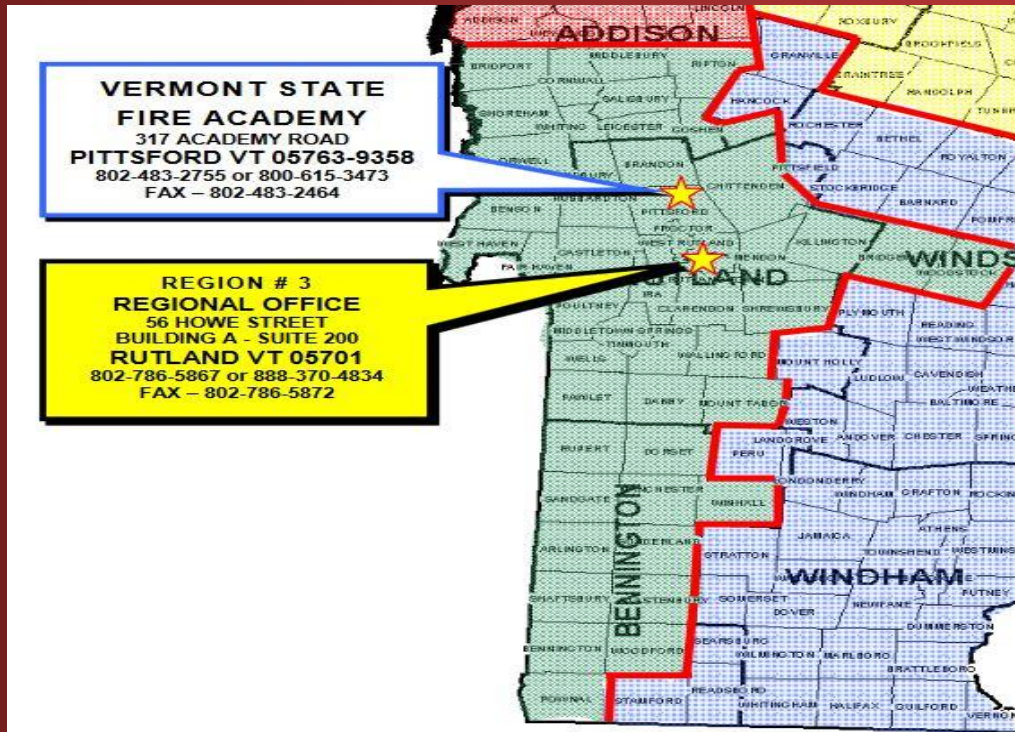 LINCOLN
ADDISON
ADDISON
ROXBURY
BROOKFIELD
BRIDPORT
MIDDLEBURY
RIPTON
GRANVILLE
BRAINTREE
CORNWALL
SALISBURY
HANCOCK
RANDOLPH
SHOREHAM
WHITING
LEICESTER
GOSHEN
ROCHESTER
BETHEL
VERMONT STATE
FIRE ACADEMY
317 ACADEMY ROAD
PITTSFORD VT 05763-9358
802-483-2755 or 800-615-3473
FAX – 802-483-2464
ORWELL
BRANDON
PITTSFIELD
ROYALTON
HUBBARDTON
CHITTENDEN
STOCKBRIDGE
BARNARD
BENSON
PITTSFORD
PROCTOR
WEST HAVEN
CASTLETON
WEST RUTLAND
MENDON
KILLINGTON
FAIR HAVEN
WOODSTOCK
REGION # 3
REGIONAL OFFICE
56 HOWE STREET
BUILDING A - SUITE 200
RUTLAND VT 05701
802-786-5867 or 888-370-4834
FAX – 802-786-5872
IRA
POULTNEY
CLARENDON
SHREWSBURY
PLYMOUTH
READING
MIDDLETOWN SPRINGS
TINMOUTH
WEST WINDSOR
WELLS
WALLINGFORD
MOUNT HOLLY
LUDLOW
CAVENDISH
BALTIMORE
PAWLET
DANBY
MOUNT TABOR
WESTON
LANDGROVE
ANDOVER
CHESTER
RUPERT
DORSET
PERU
LONDONDERRY
WINDHAM
GRAFTON
SANDGATE
WINHALL
BENNINGTON
JAMAICA
ATHENS
ARLINGTON
STRATTON
TOWNSHEND
WINDHAM
SHAFTSBURY
SOMERSET
DOVER
NEWFANE
PUTNEY
DUMMERSTON
SEARSBURG
BENNINGTON
WOODFORD
WILMINGTON
MARLBORO
BRATTLEBORO
POWNAL
STAMFORD
READSBORO
WHITINGHAM
HALIFAX
GUILFORD
VERNON